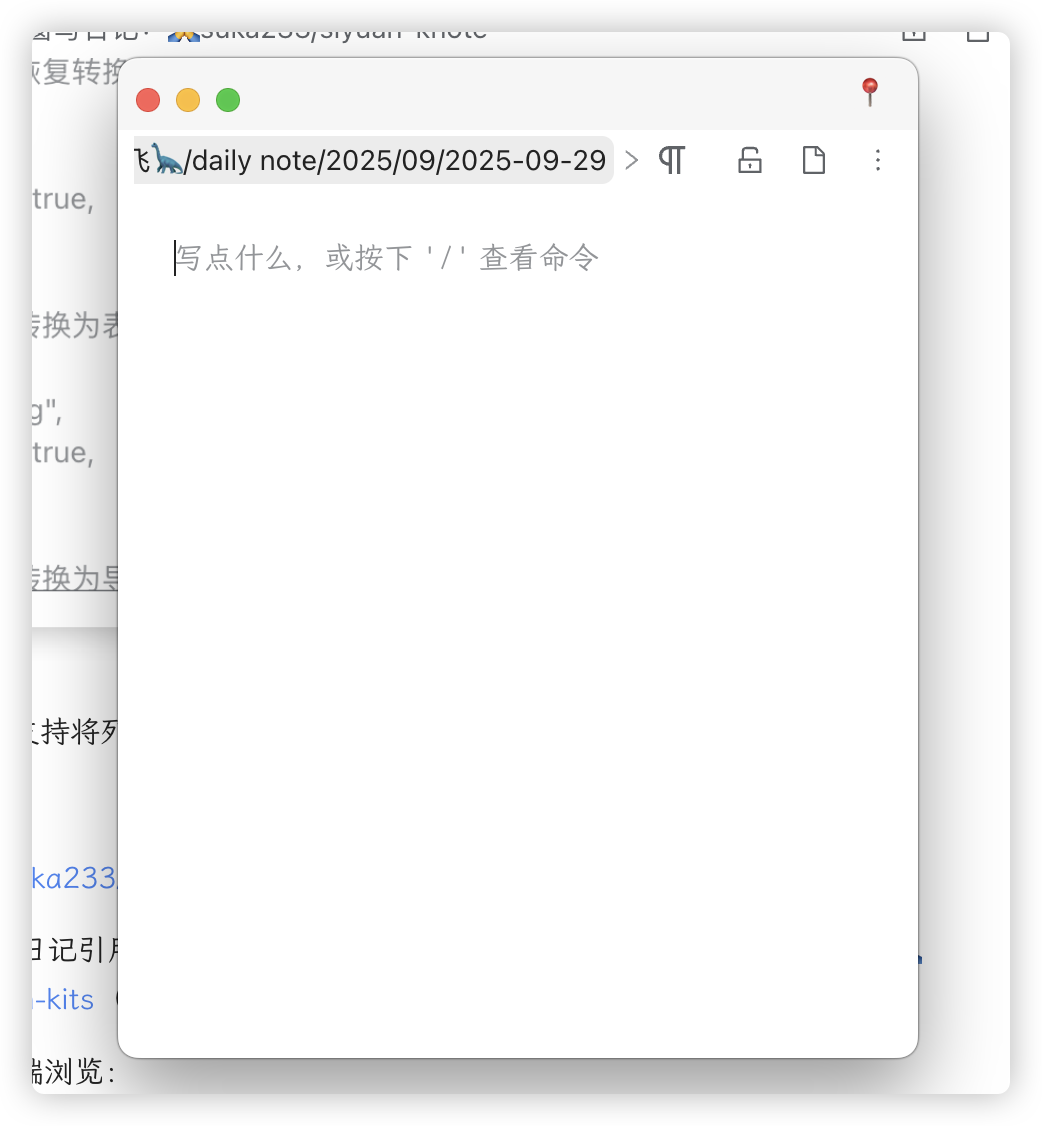 suka233/siyuan-knote
恢复转换
true,
飞🦕/daily note/2025/09/2025-09-29
写点什么，或按下 '/' 查看命令
转换为表
g",
true,
转换为导
支持将列
ka233
日记引用
-kits （
端浏览：